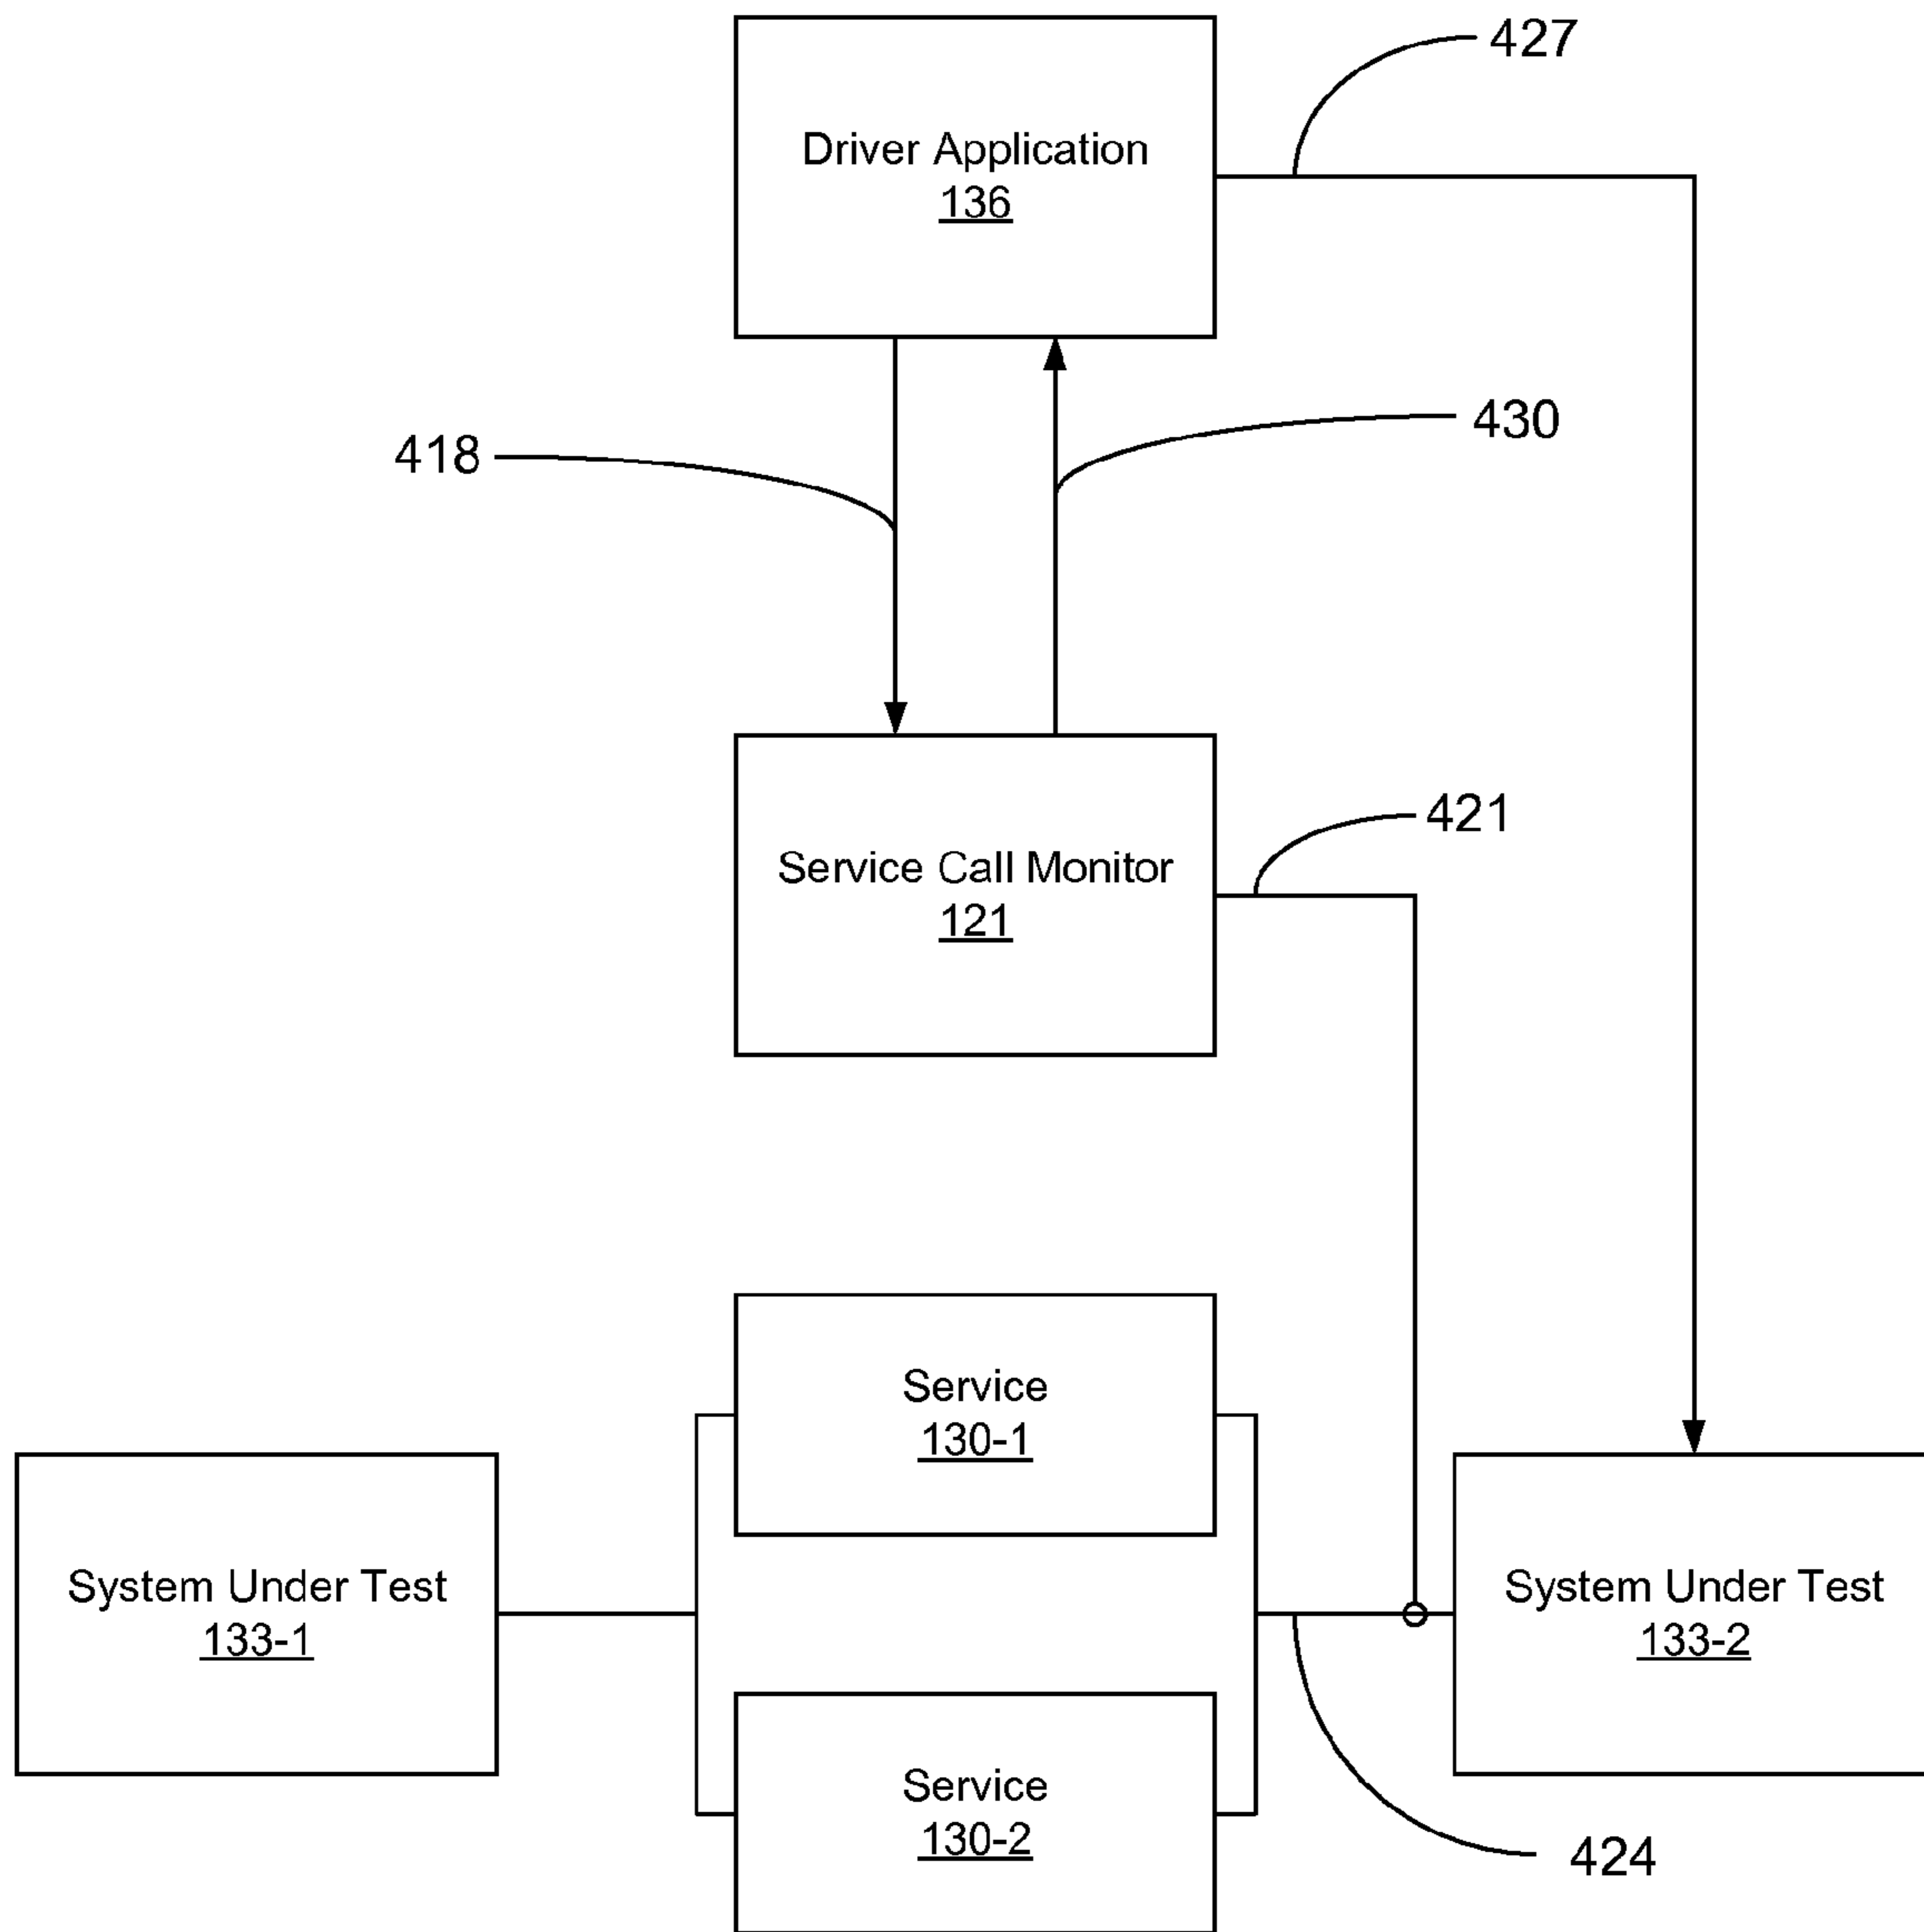 427
Driver Application
136
430
418
421
Service Call Monitor
121
Service
130-1
System Under Test
133-1
System Under Test
133-2
Service
130-2
424